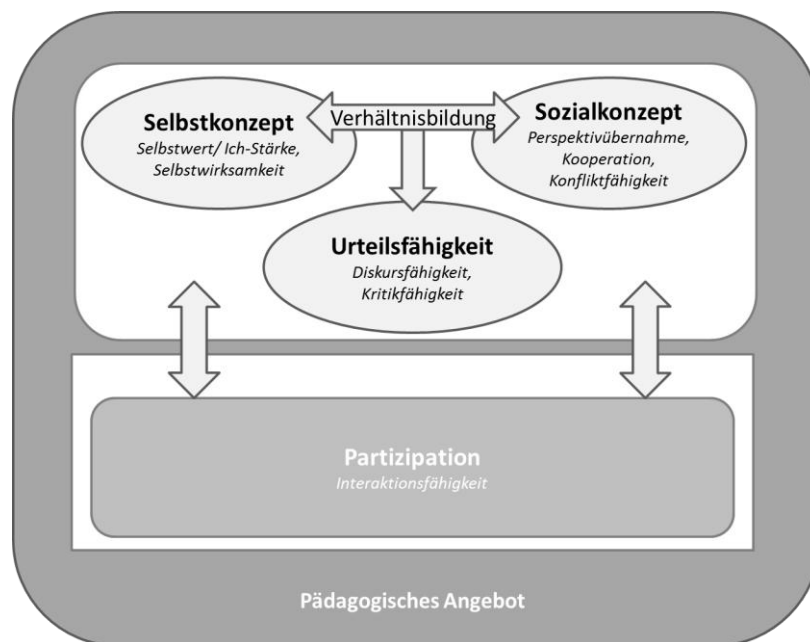 Selbstkonzept
Selbstwert/ Ich-Stärke,
Selbstwirksamkeit
Verhältnisbildung
Sozialkonzept
Perspektivübernahme,
Kooperation,
Konfliktfähigkeit
Urteilsfähigkeit
Diskursfähigkeit,
Kritikfähigkeit
Partizipation
Interaktionsfähigkeit
Pädagogisches Angebot